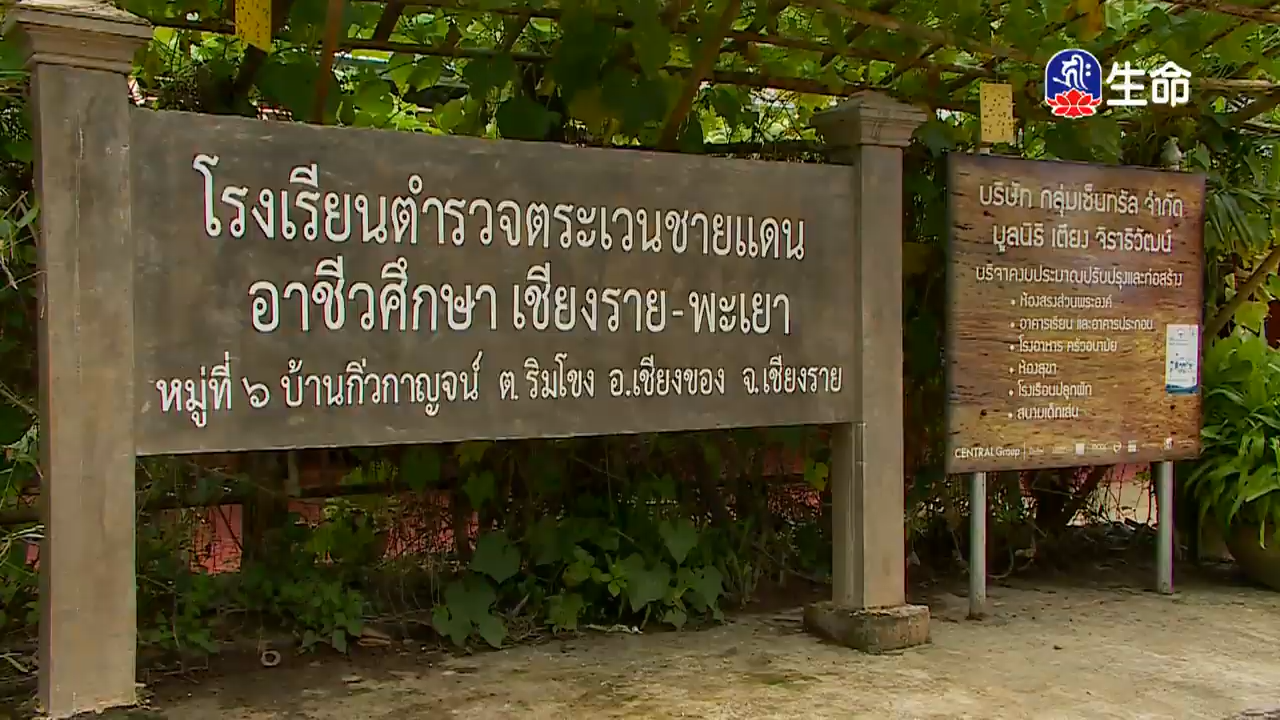 生命
โรงเรียนตำรวจตระเวนชายแดน
อาชีวศึกษา เชียงราย-พะเยา
หมู่ที่ ๖ บ้านกิ่วกาญจน์ ต.ริมโขง อ.เชียงของ จ.เชียงราย
บริษัท กลุ่มเซ็นทรัล จำกัด
มูลนิธิ เตียง จิราธิวัฒน์
บริจาคงบประมาณปรับปรุงและก่อสร้าง
• ห้องสรงส่วนพระองค์
• อาคารเรียน และอาคารประกอบ
• โรงอาหาร ครัวอนามัย
• ห้องสุขา
• โรงเรือนปลูกผัก
• สนามเด็กเล่น
CENTRAL Group